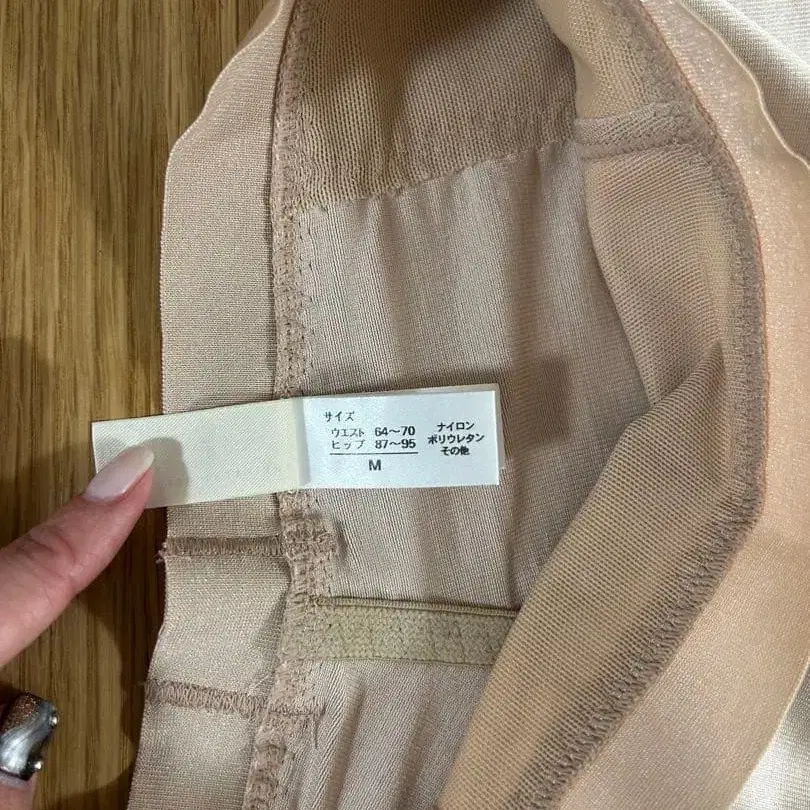 サイズ
ウエスト 64〜70
ヒップ 87〜95
M
ナイロン
ポリウレタン
その他